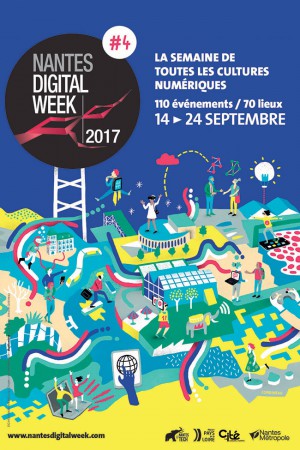 #4
NANTES
DIGITAL
WEEK
2017
LA SEMAINE DE
TOUTES LES CULTURES
NUMÉRIQUES
110 événements / 70 lieux
14 ► 24 SEPTEMBRE
www.nantesdigitalweek.com
Cité
Nantes
Métropole